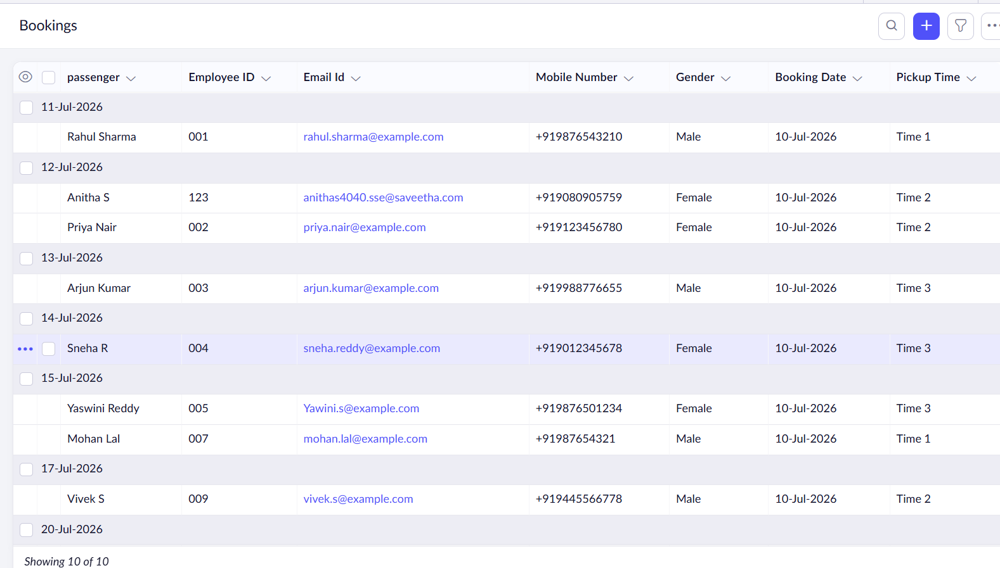 Bookings
passenger Employee ID Email Id Mobile Number Gender Booking Date Pickup Time
11-Jul-2026
Rahul Sharma 001 rahul.sharma@example.com +919876543210 Male 10-Jul-2026 Time 1
12-Jul-2026
Anitha S 123 anithas4040.sse@saveetha.com +919080905759 Female 10-Jul-2026 Time 2
Priya Nair 002 priya.nair@example.com +919123456780 Female 10-Jul-2026 Time 2
13-Jul-2026
Arjun Kumar 003 arjun.kumar@example.com +919988776655 Male 10-Jul-2026 Time 3
14-Jul-2026
Sneha R 004 sneha.reddy@example.com +919012345678 Female 10-Jul-2026 Time 3
15-Jul-2026
Yaswini Reddy 005 Yawini.s@example.com +919876501234 Female 10-Jul-2026 Time 3
Mohan Lal 007 mohan.lal@example.com +91987654321 Male 10-Jul-2026 Time 1
17-Jul-2026
Vivek S 009 vivek.s@example.com +919445566778 Male 10-Jul-2026 Time 2
20-Jul-2026
Showing 10 of 10